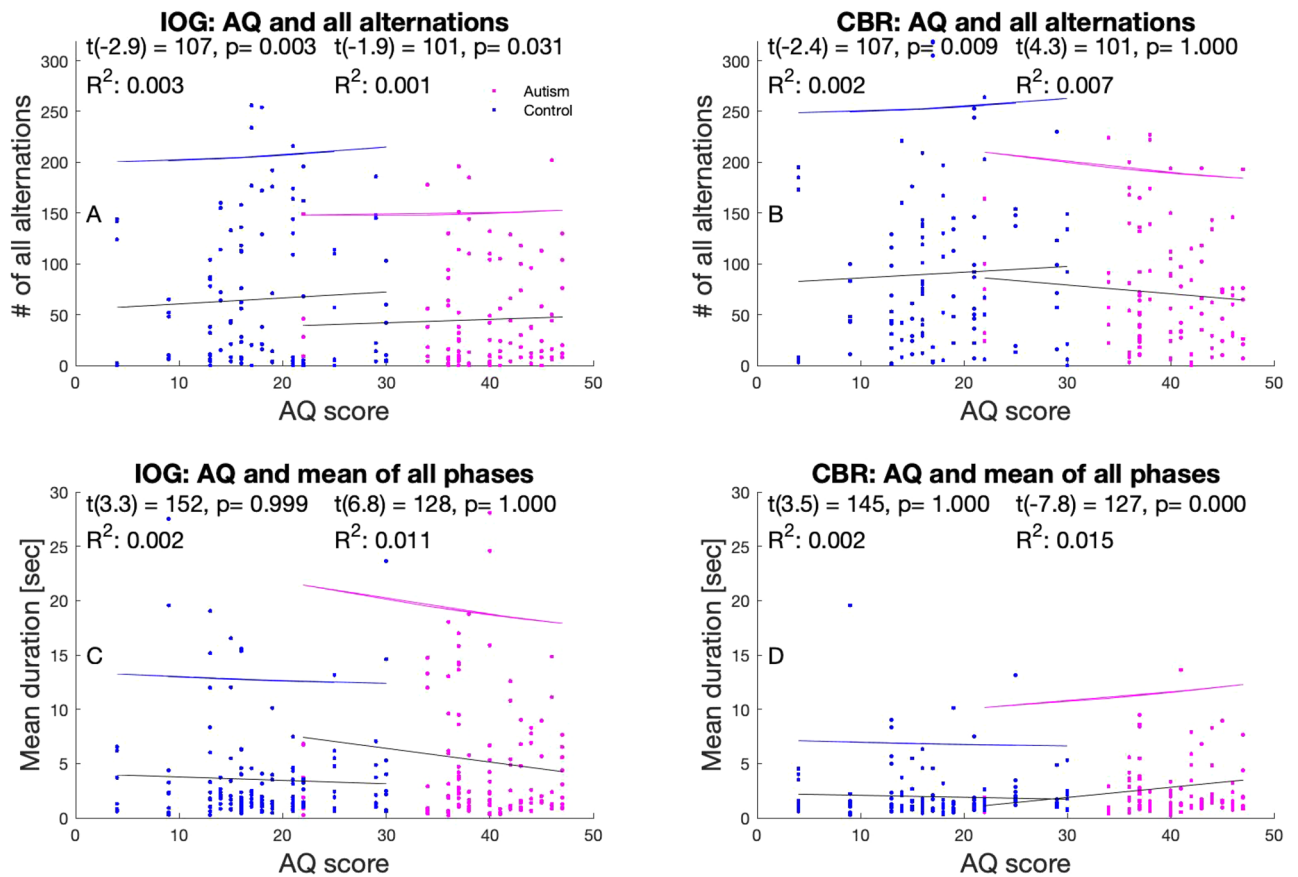 IOG: AQ and all alternations
t(-2.9) = 107, p= 0.003 t(-1.9) = 101, p= 0.031
R2: 0.003 R2: 0.001
Autism
Control
A
# of all alternations
300
250
200
150
100
50
0
0 10 20 30 40 50
AQ score
CBR: AQ and all alternations
t(-2.4) = 107, p= 0.009 t(4.3) = 101, p= 1.000
R2: 0.002 R2: 0.007
B
# of all alternations
300
250
200
150
100
50
0
0 10 20 30 40 50
AQ score
IOG: AQ and mean of all phases
t(3.3) = 152, p= 0.999 t(6.8) = 128, p= 1.000
R2: 0.002 R2: 0.011
C
Mean duration [sec]
30
25
20
15
10
5
0
0 10 20 30 40 50
AQ score
CBR: AQ and mean of all phases
t(3.5) = 145, p= 1.000 t(-7.8) = 127, p= 0.000
R2: 0.002 R2: 0.015
D
Mean duration [sec]
30
25
20
15
10
5
0
0 10 20 30 40 50
AQ score